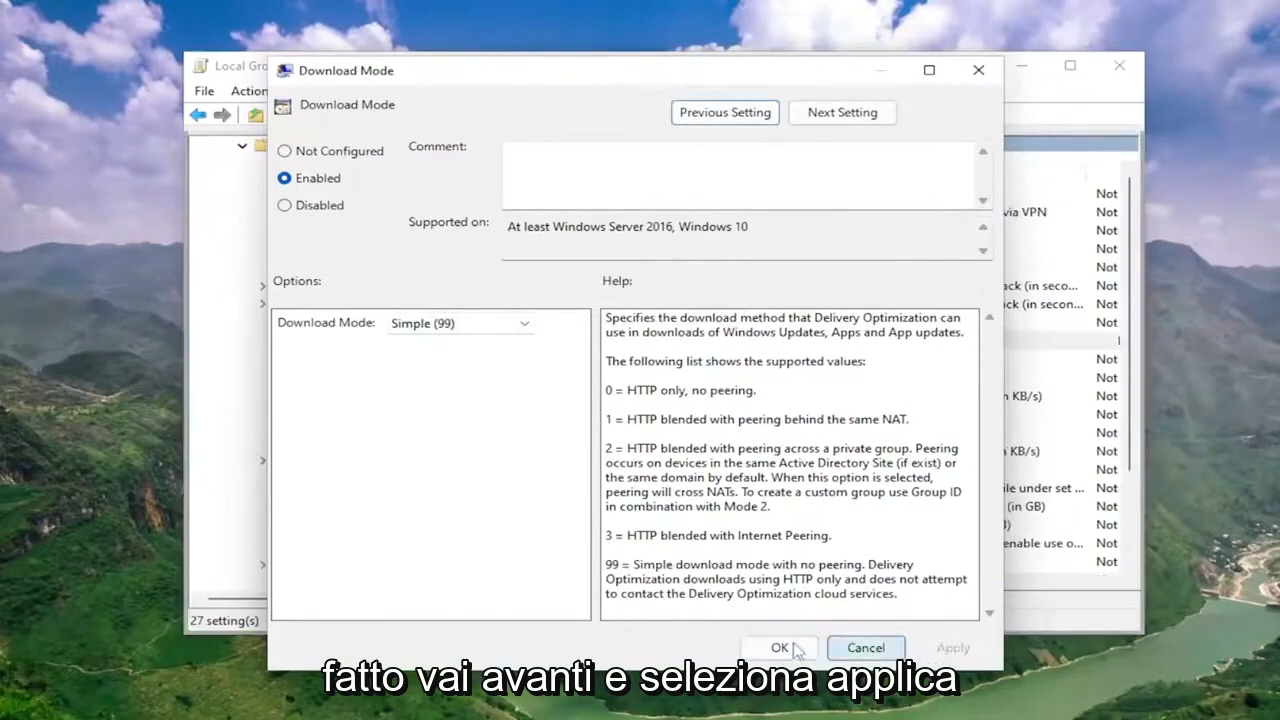 Local Gro
Download Mode
File
Action
Download Mode
Previous Setting
Next Setting
Not Configured
Enabled
Disabled
Comment:
Supported on:
At least Windows Server 2016, Windows 10
Options:
Help:
Download Mode:
Simple (99)
Specifies the download method that Delivery Optimization can
use in downloads of Windows Updates, Apps and App updates.
The following list shows the supported values:
0 = HTTP only, no peering.
1 = HTTP blended with peering behind the same NAT.
2 = HTTP blended with peering across a private group. Peering
occurs on devices in the same Active Directory Site (if exist) or
the same domain by default. When this option is selected,
peering will cross NATs. To create a custom group use Group ID
in combination with Mode 2.
3 = HTTP blended with Internet Peering.
99 = Simple download mode with no peering. Delivery
Optimization downloads using HTTP only and does not attempt
to contact the Delivery Optimization cloud services.
Not
via VPN Not
Not
Not
Not
ack (in seco... Not
ack (in secon... Not
Not
Not
Not
KB/s) Not
Not
Not
KB/s) Not
Not
ile under set ... Not
(in GB) Not
Not
enable use o... Not
Not
27 setting(s)
OK
Cancel
Apply
fatto vai avanti e seleziona applica